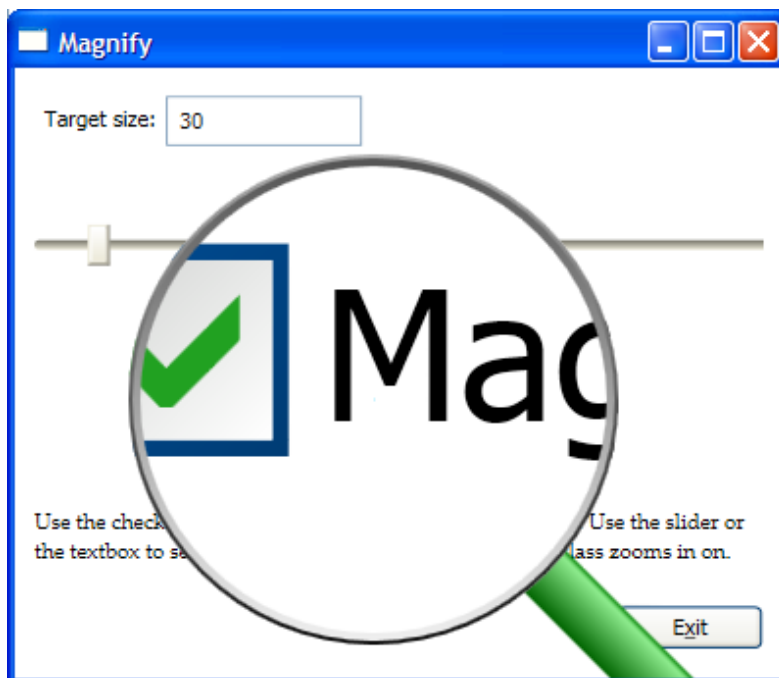 Magnify
Target size: 30
Mag
Use the check Use the slider or
the textbox to se lass zooms in on.
Exit